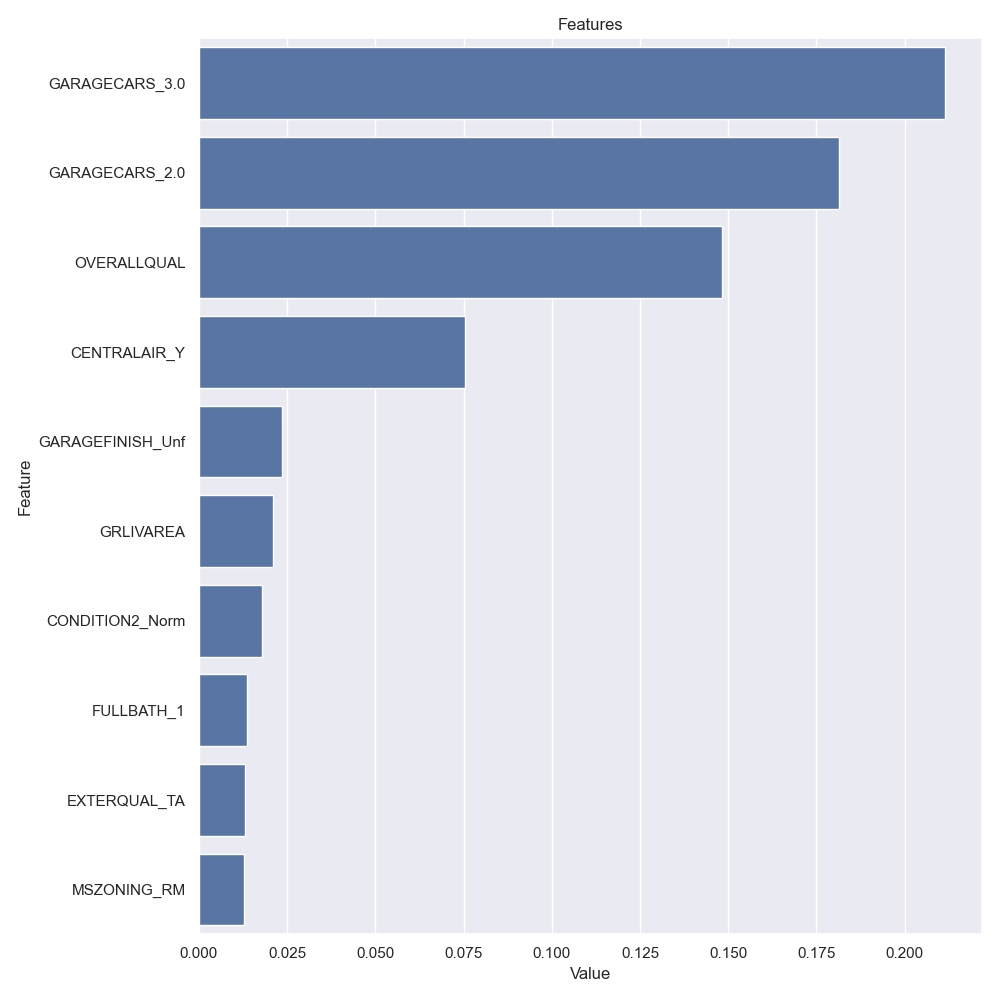 Features
GARAGECARS_3.0
GARAGECARS_2.0
OVERALLQUAL
CENTRALAIR_Y
GARAGEFINISH_Unf
GRLIVAREA
CONDITION2_Norm
FULLBATH_1
EXTERQUAL_TA
MSZONING_RM
Feature
0.000 0.025 0.050 0.075 0.100 0.125 0.150 0.175 0.200
Value